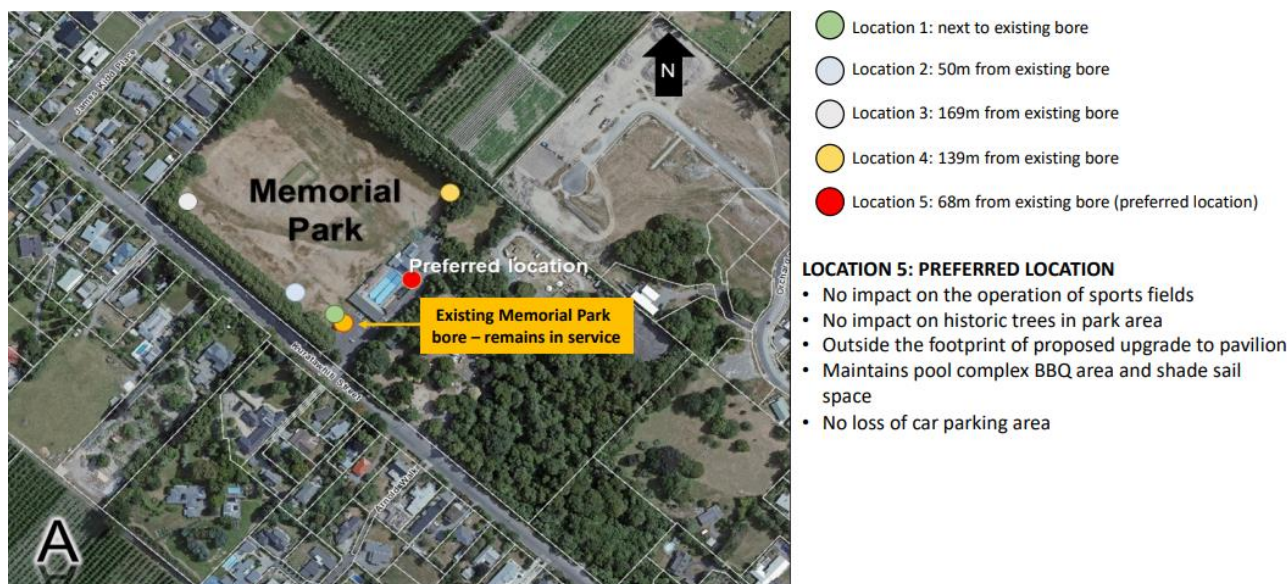 James Kidd Place
N
Memorial
Park
Preferred location
Existing Memorial Park
bore – remains in service
Street
A
Location 1: next to existing bore
Location 2: 50m from existing bore
Location 3: 169m from existing bore
Location 4: 139m from existing bore
Location 5: 68m from existing bore (preferred location)
LOCATION 5: PREFERRED LOCATION
• No impact on the operation of sports fields
• No impact on historic trees in park area
• Outside the footprint of proposed upgrade to pavilion
• Maintains pool complex BBQ area and shade sail
space
• No loss of car parking area